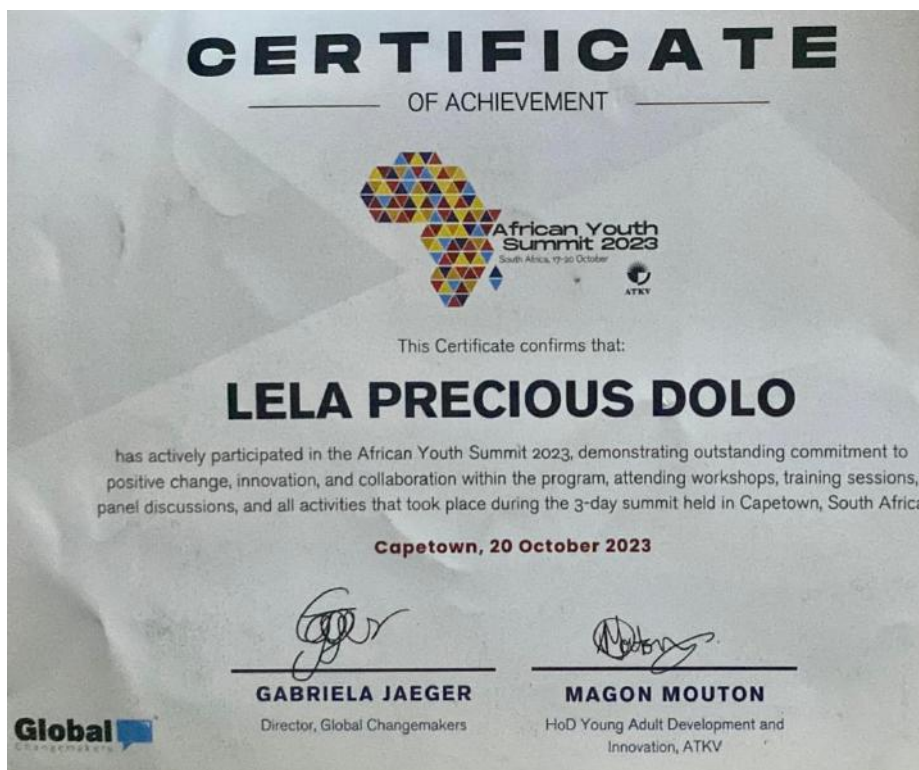 CERTIFICATE
OF ACHIEVEMENT
African Youth
Summit 2023
South Africa, 17-20 October
ATKV
This Certificate confirms that:
LELA PRECIOUS DOLO
has actively participated in the African Youth Summit 2023, demonstrating outstanding commitment to
positive change, innovation, and collaboration within the program, attending workshops, training sessions,
panel discussions, and all activities that took place during the 3-day summit held in Capetown, South Africa
Capetown, 20 October 2023
GABRIELA JAEGER
Director, Global Changemakers
MAGON MOUTON
HoD Young Adult Development and
Innovation, ATKV
Global
Changemakers